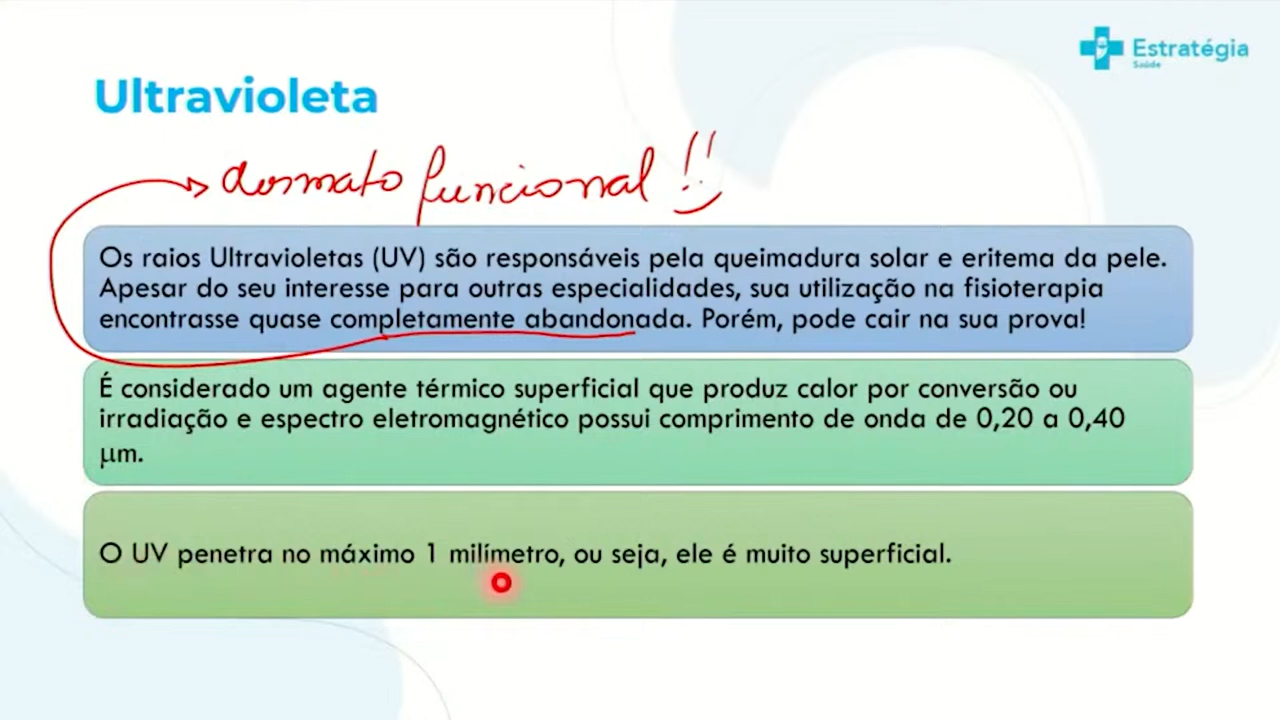 Estratégia
Saúde
Ultravioleta
dermato funcional !!
Os raios Ultravioletas (UV) são responsáveis pela queimadura solar e eritema da pele.
Apesar do seu interesse para outras especialidades, sua utilização na fisioterapia
encontrasse quase completamente abandonada. Porém, pode cair na sua prova!
É considerado um agente térmico superficial que produz calor por conversão ou
irradiação e espectro eletromagnético possui comprimento de onda de 0,20 a 0,40
µm.
O UV penetra no máximo 1 milímetro, ou seja, ele é muito superficial.